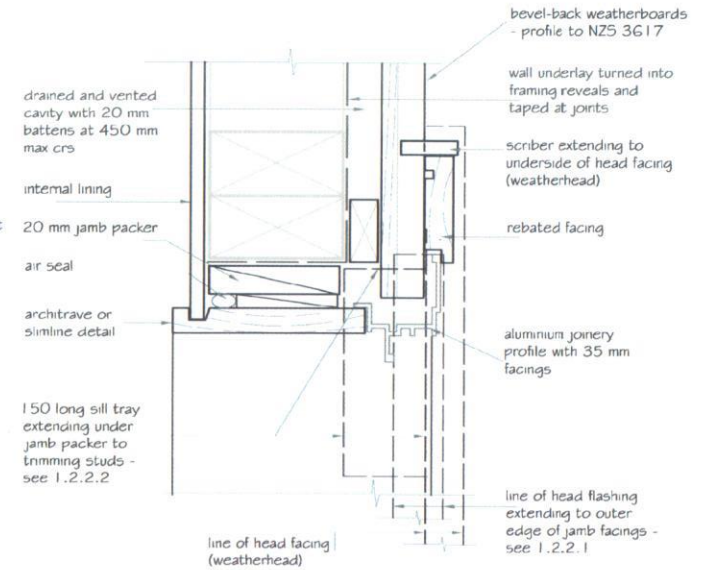 bevel-back weatherboards
- profile to NZS 3617
wall underlay turned into
framing reveals and
taped at joints
scriber extending to
underside of head facing
(weatherhead)
rebated facing
aluminium joinery
profile with 35 mm
facings
line of head flashing
extending to outer
edge of jamb facings -
see 1.2.2.1
drained and vented
cavity with 20 mm
battens at 450 mm
max crs
internal lining
20 mm jamb packer
air seal
architrave or
slimline detail
150 long sill tray
extending under
jamb packer to
trimming studs -
see 1.2.2.2
line of head facing
(weatherhead)